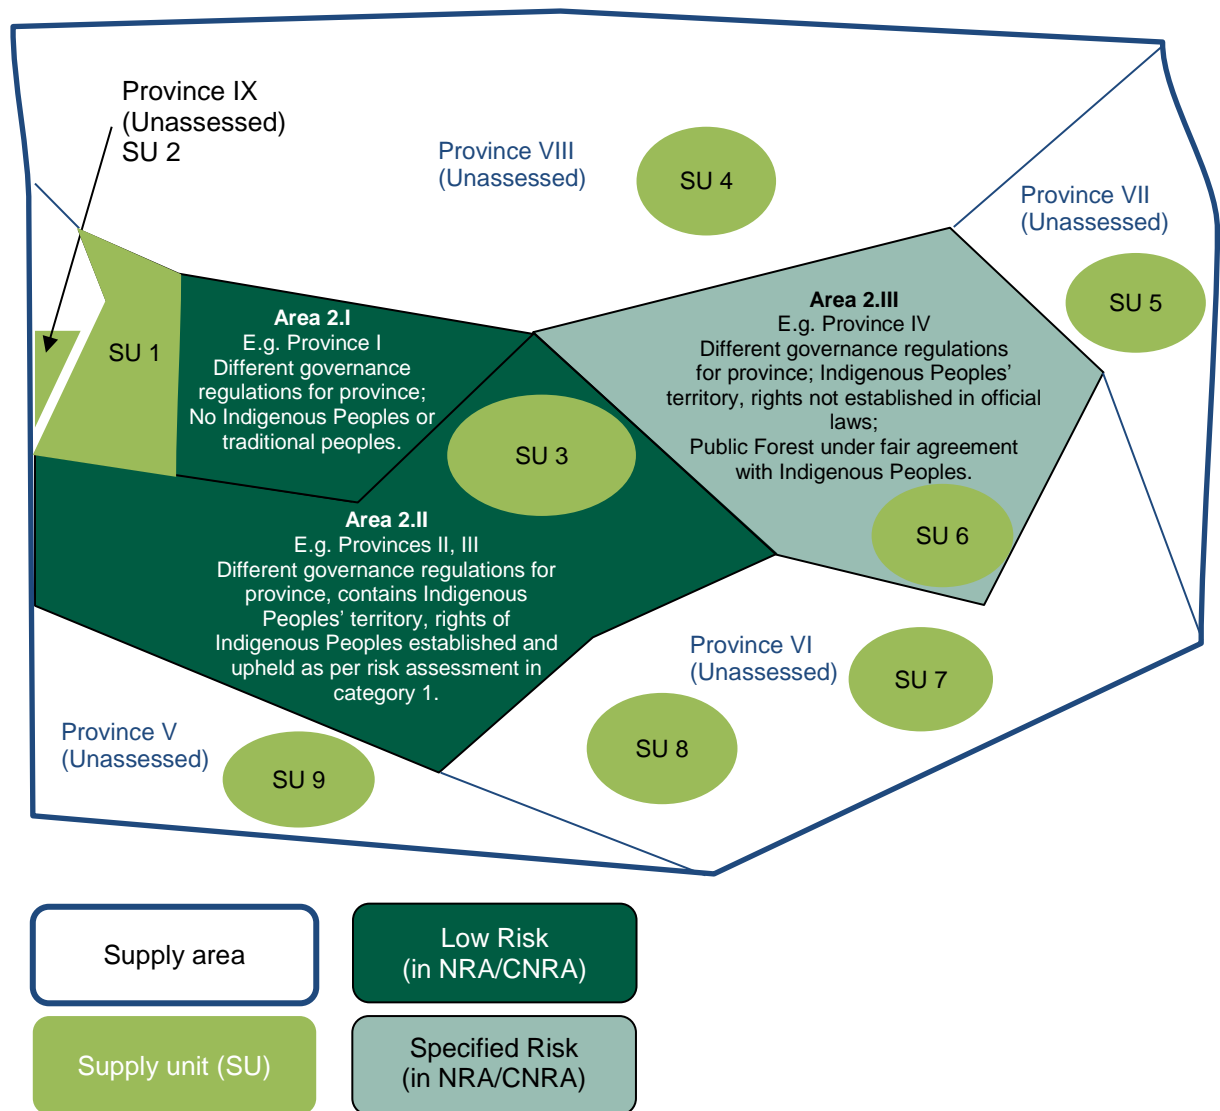 Province IX
(Unassessed)
SU 2
Province VIII
(Unassessed)
SU 4
Province VII
(Unassessed)
SU 5
SU 1
Area 2.I
E.g. Province I
Different governance
regulations for province;
No Indigenous Peoples or
traditional peoples.
Area 2.III
E.g. Province IV
Different governance regulations
for province; Indigenous Peoples’
territory, rights not established in official
laws;
Public Forest under fair agreement
with Indigenous Peoples.
SU 3
SU 6
Area 2.II
E.g. Provinces II, III
Different governance regulations for
province, contains Indigenous
Peoples’ territory, rights of
Indigenous Peoples established and
upheld as per risk assessment in
category 1.
Province VI
(Unassessed)
SU 7
Province V
(Unassessed)
SU 8
SU 9
Supply area
Low Risk
(in NRA/CNRA)
Supply unit (SU)
Specified Risk
(in NRA/CNRA)